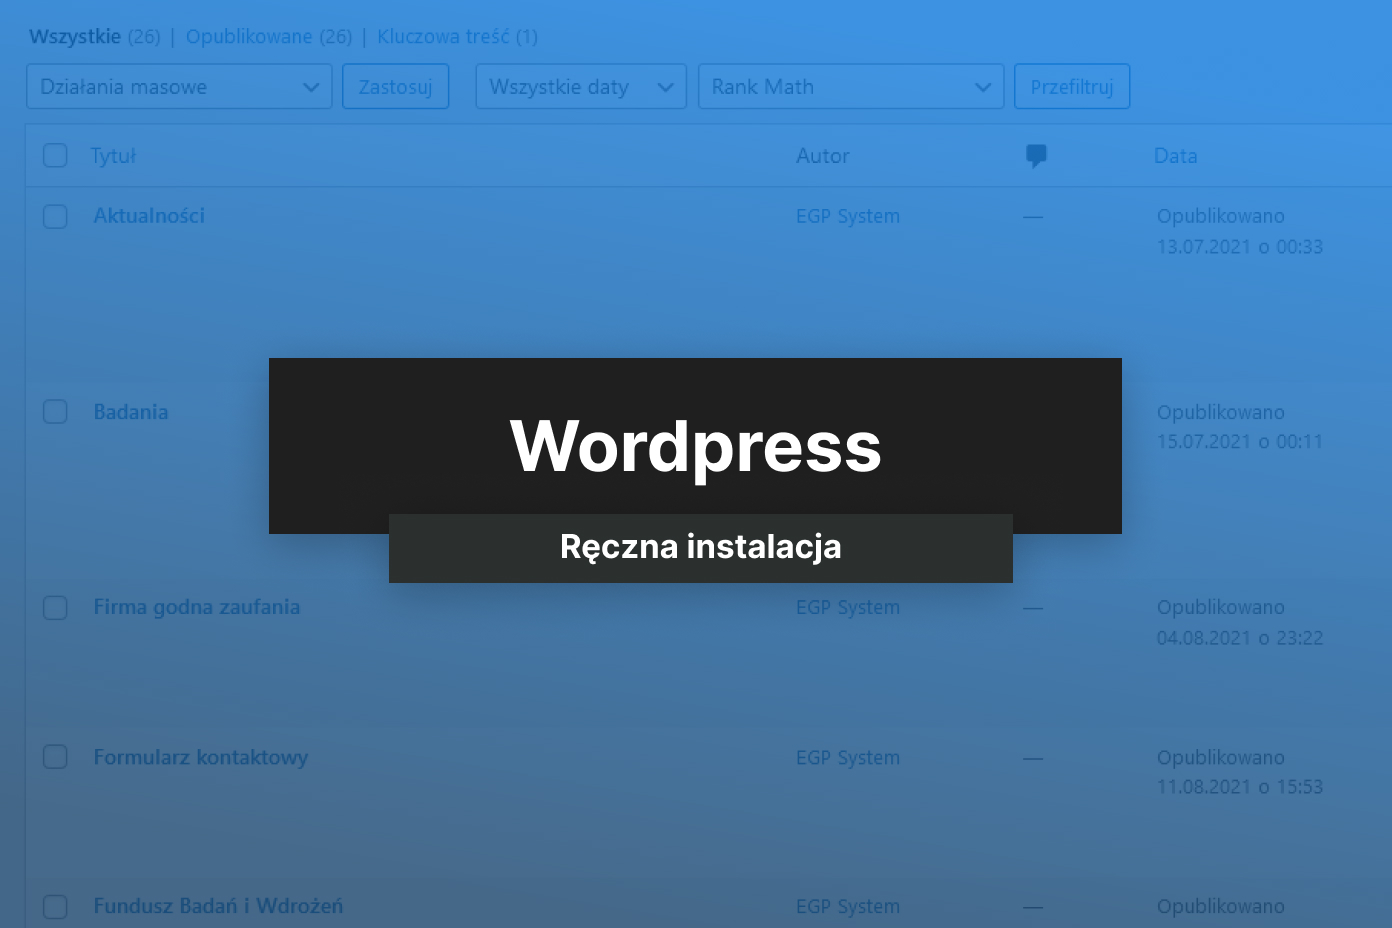 Wszystkie (26) | Opublikowane (26) | Kluczowa treść (1)
Działania masowe Zastosuj Wszystkie daty Rank Math Przefiltruj
Tytuł Autor Data
Aktualności EGP System — Opublikowano
13.07.2021 o 00:33
Badania Opublikowano
15.07.2021 o 00:11
Wordpress
Ręczna instalacja
Firma godna zaufania EGP System — Opublikowano
04.08.2021 o 23:22
Formularz kontaktowy EGP System — Opublikowano
11.08.2021 o 15:53
Fundusz Badań i Wdrożeń EGP System — Opublikowano